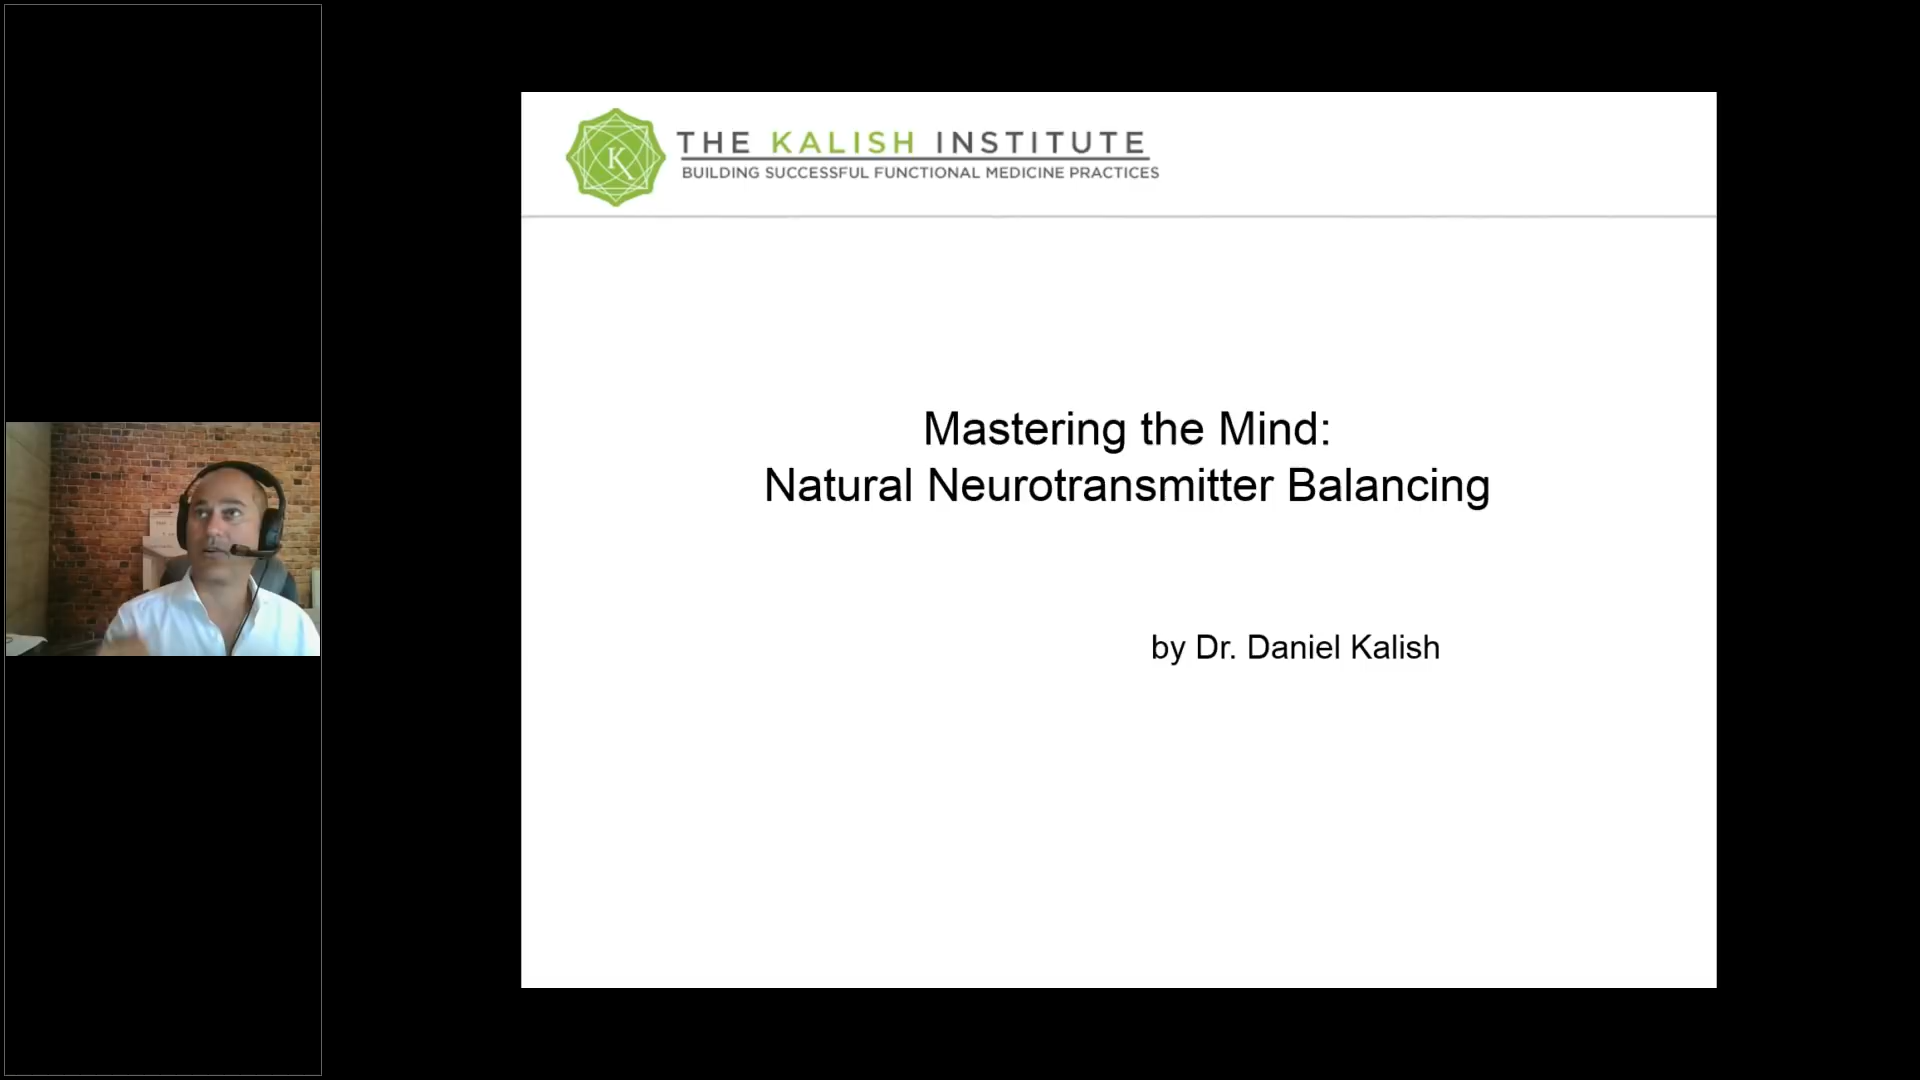 K
THE KALISH INSTITUTE
BUILDING SUCCESSFUL FUNCTIONAL MEDICINE PRACTICES
Mastering the Mind:
Natural Neurotransmitter Balancing
by Dr. Daniel Kalish